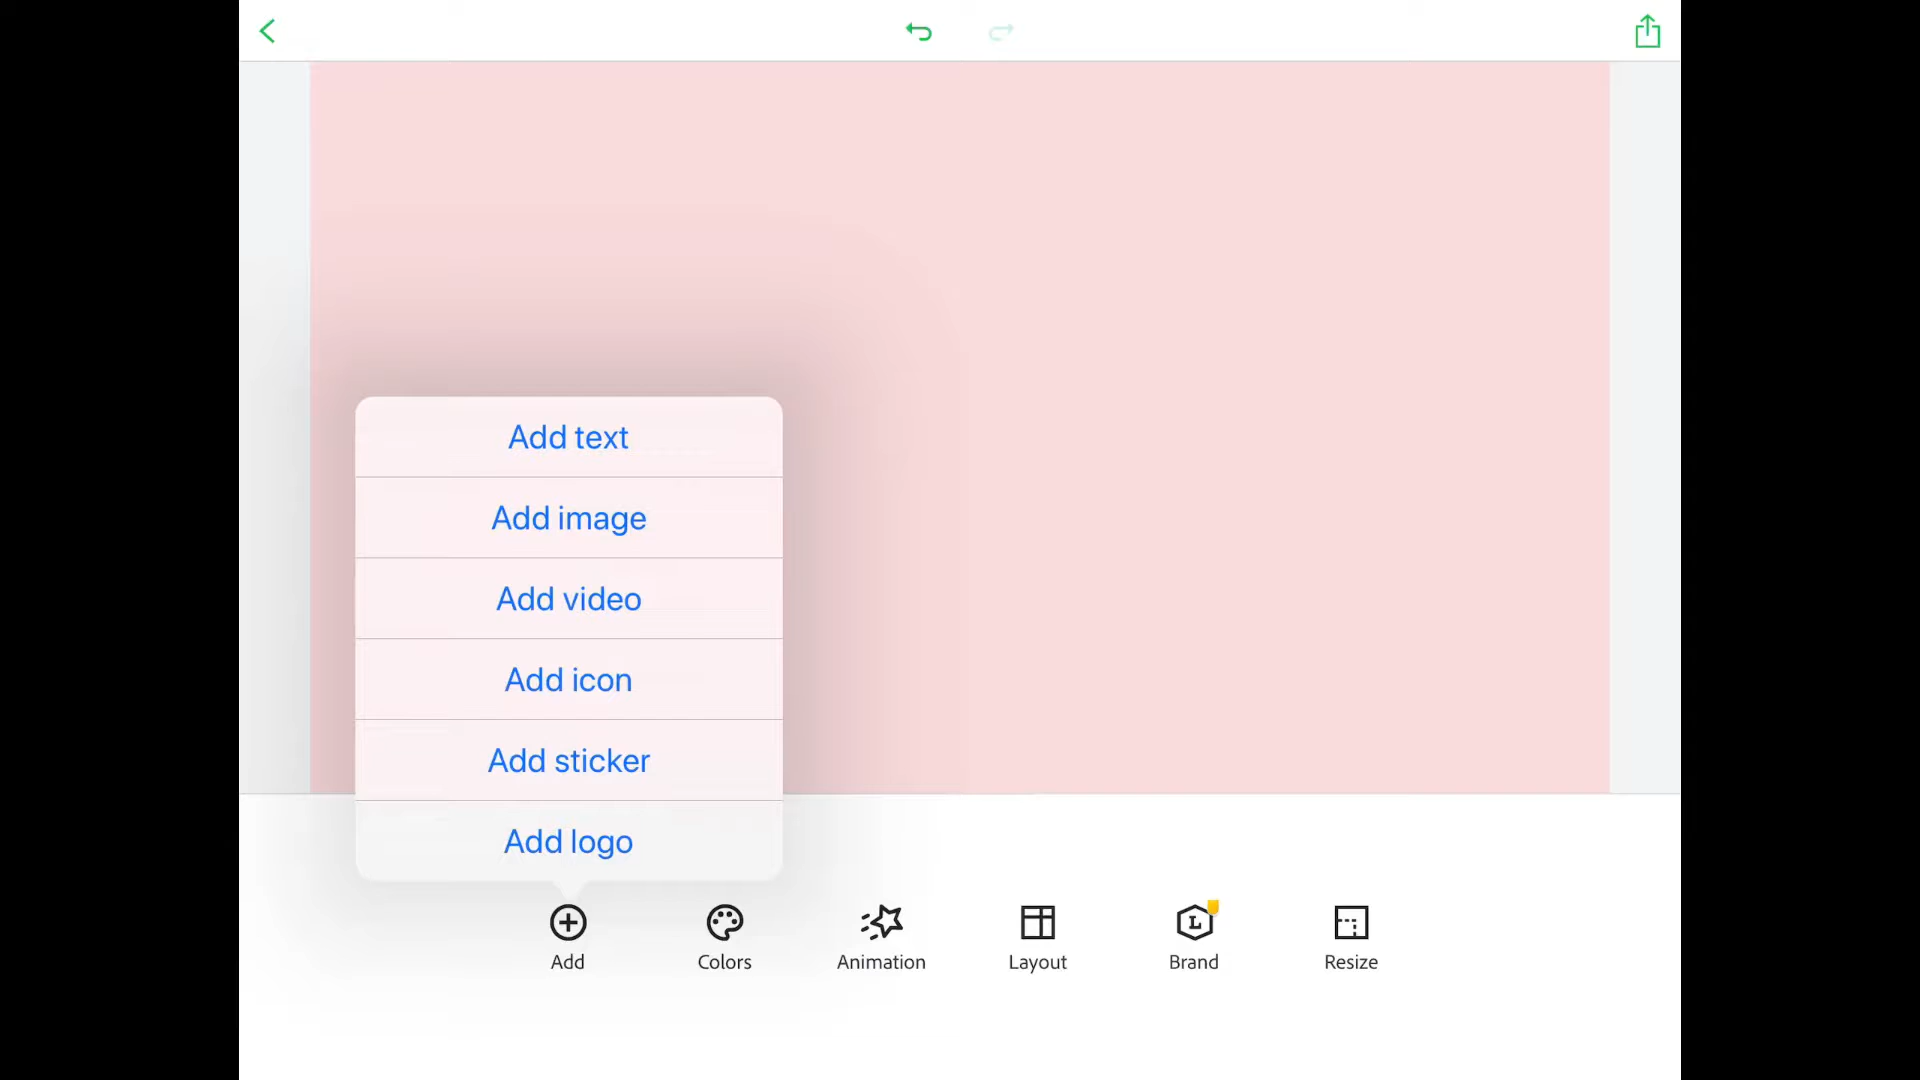 Add text
Add image
Add video
Add icon
Add sticker
Add logo
Add
Colors
Animation
Layout
L
Brand
Resize